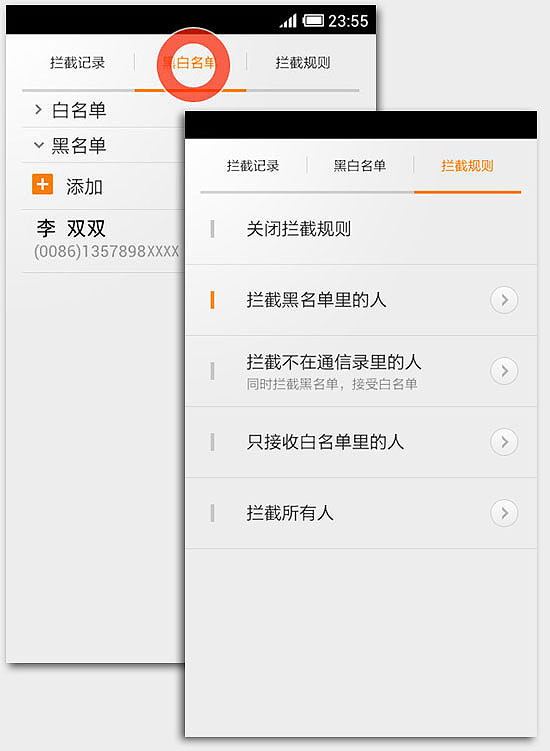 23:55
拦截记录 黑白名单 拦截规则
白名单
黑名单
添加
李 双双
(0086)1357898XXXX
拦截记录 黑白名单 拦截规则
关闭拦截规则
拦截黑名单里的人
拦截不在通信录里的人
同时拦截黑名单，接受白名单
只接收白名单里的人
拦截所有人